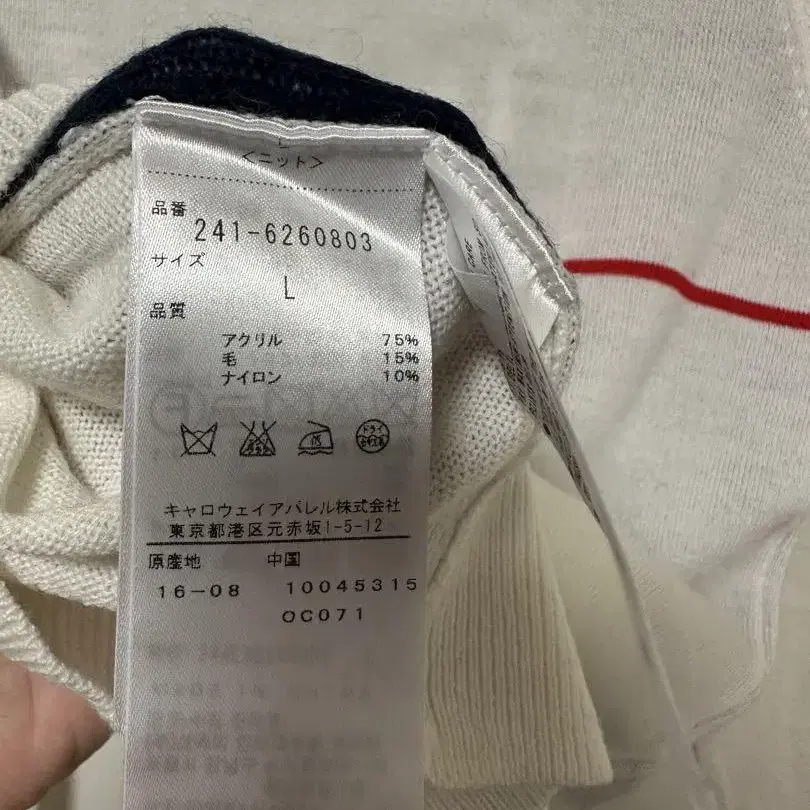 L
<ニット>
品番
241-6260803
サイズ
L
品質
アクリル 75%
毛 15%
ナイロン 10%
ドライ
キャロウェイアパレル株式会社
東京都港区元赤坂1-5-12
原産地 中国
16-08 10045315
OC071